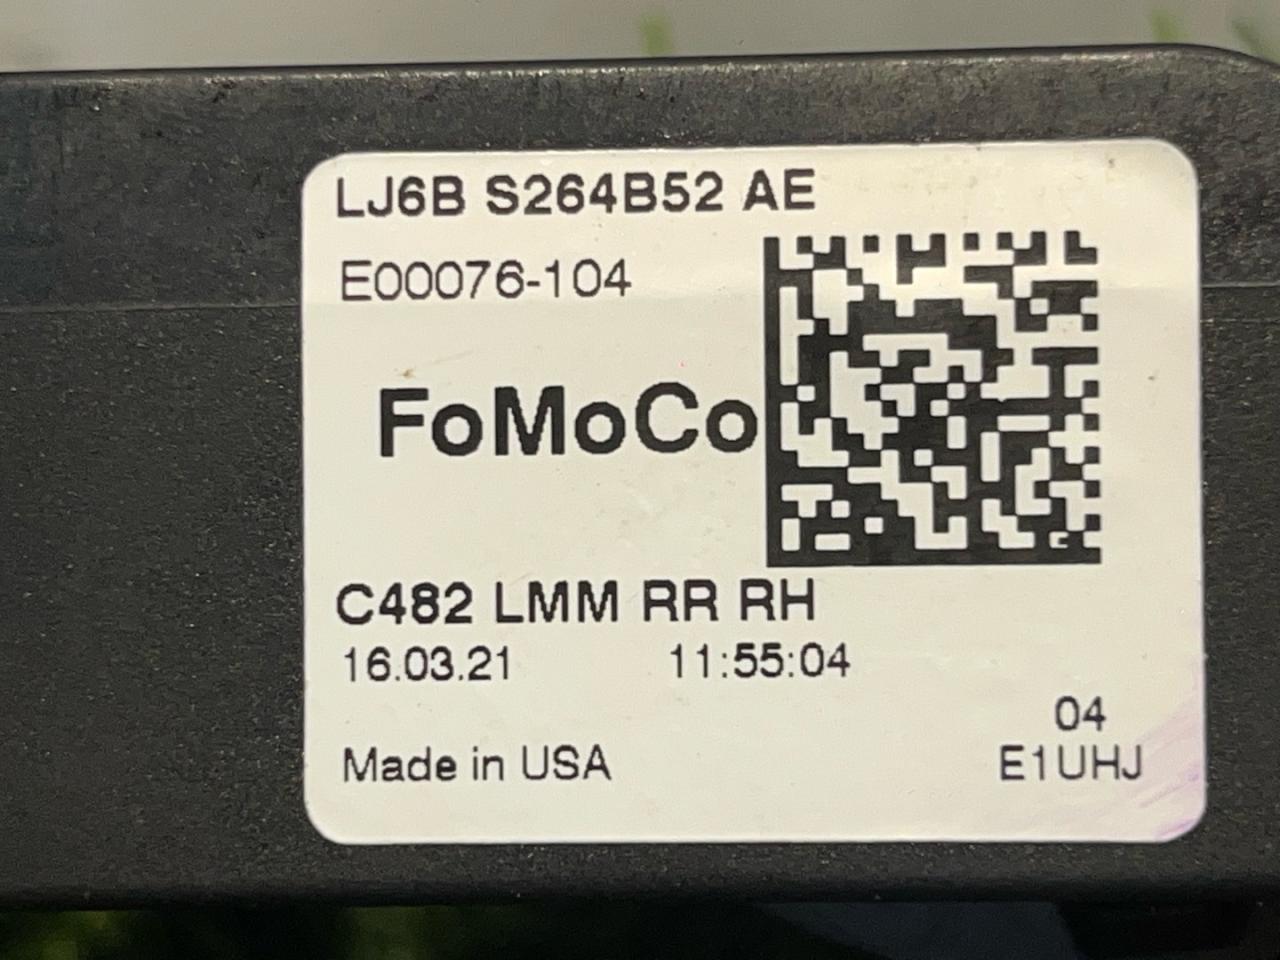 LJ6B S264B52 AE
E00076-104
FoMoCo
C482 LMM RR RH
16.03.21 11:55:04
04
Made in USA E1UHJ